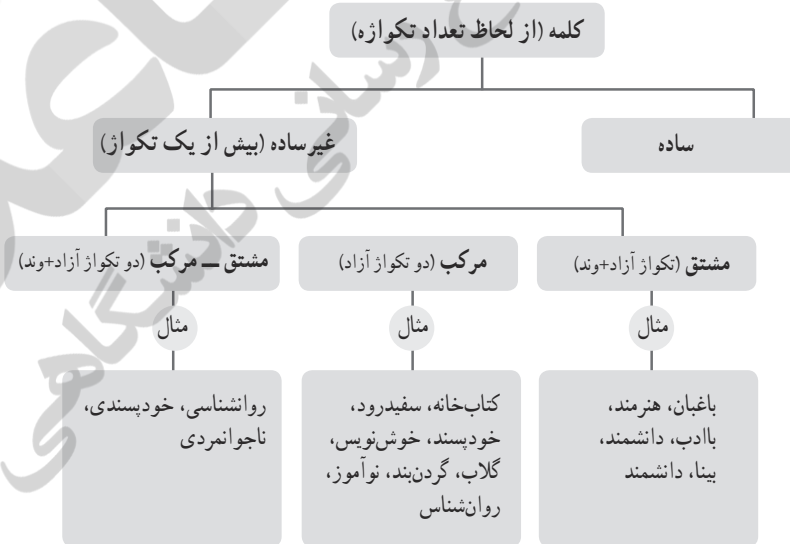 کلمه (از لحاظ تعداد تکواژه)
ساده
غیرساده (بیش از یک تکواژ)
مشتق (تکواژ آزاد+وند)
مرکب (دو تکواژ آزاد)
مشتق ــ مرکب (دو تکواژ آزاد+وند)
مثال
مثال
مثال
باغبان، هنرمند،
باادب، دانشمند،
بینا، دانشمند
کتاب‌خانه، سفیدرود،
خودپسند، خوش‌نویس،
گلاب، گردن‌بند، نوآموز،
روان‌شناس
روانشناسی، خودپسندی،
ناجوانمردی